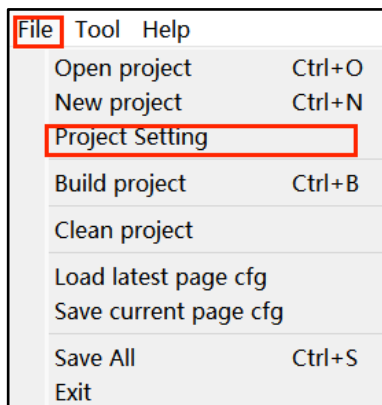 File Tool Help
Open project Ctrl+O
New project Ctrl+N
Project Setting
Build project Ctrl+B
Clean project
Load latest page cfg
Save current page cfg
Save All Ctrl+S
Exit